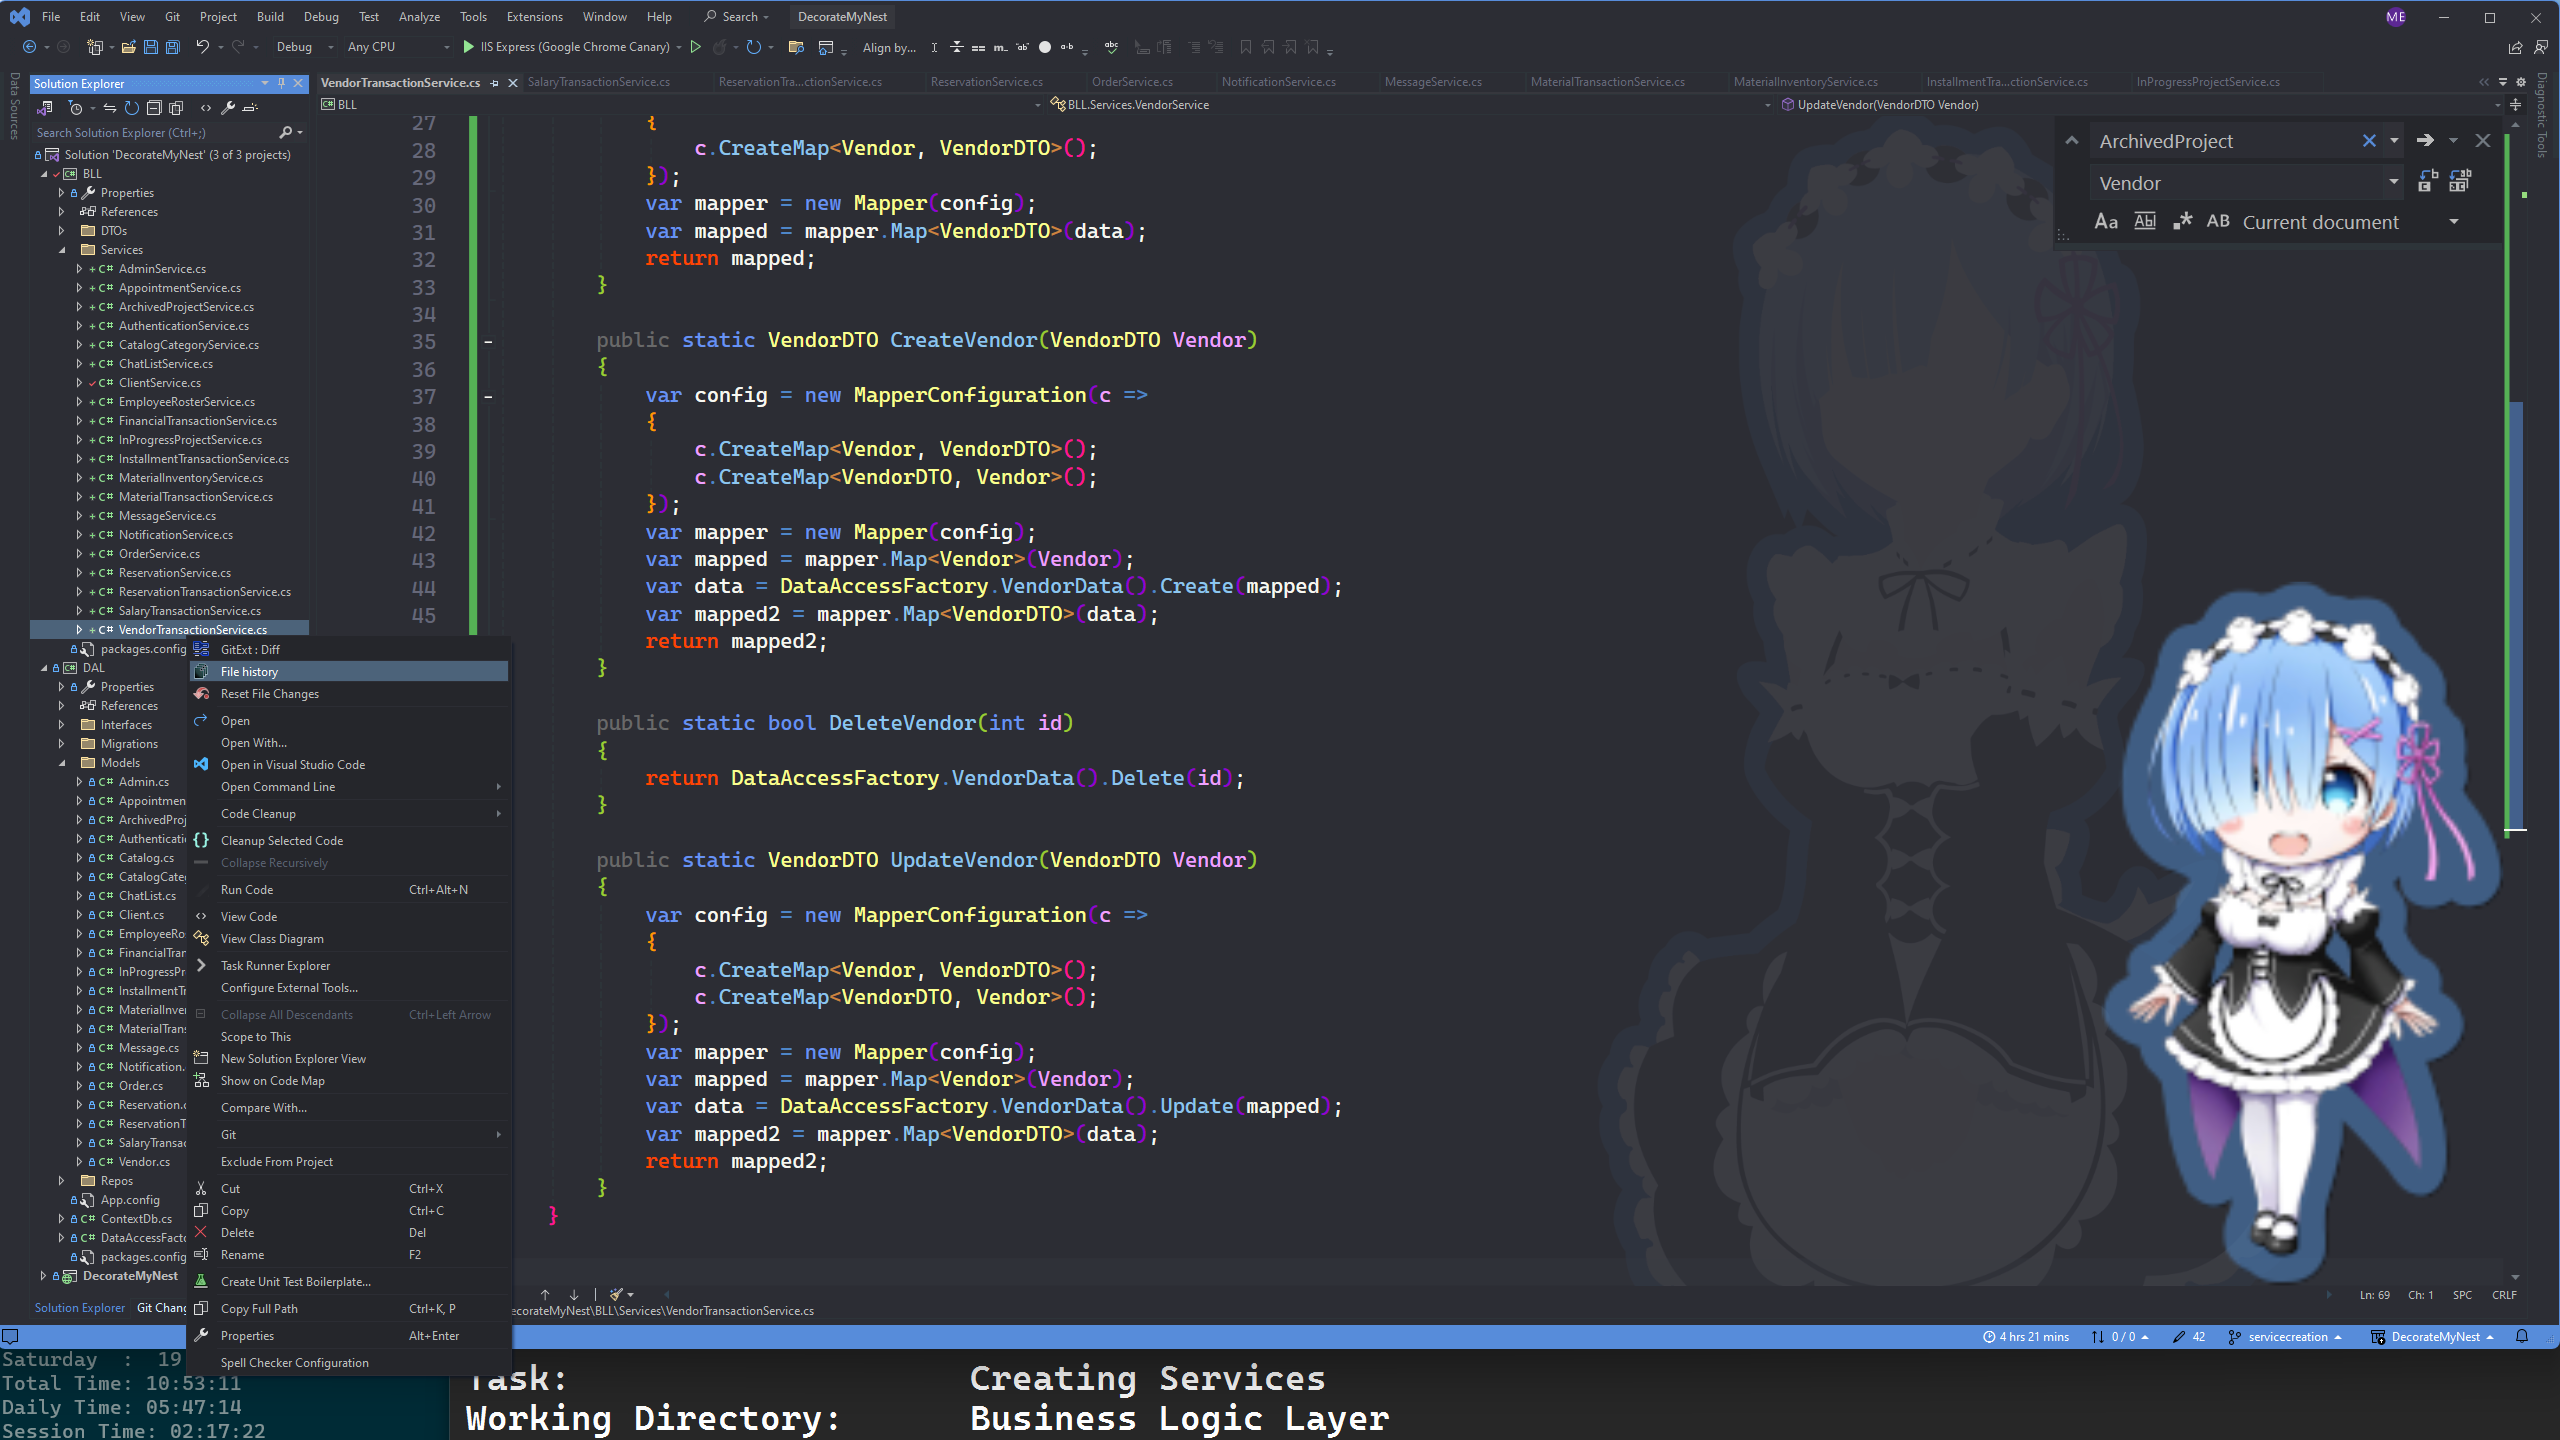 File Edit View Git Project Build Debug Test Analyze Tools Extensions Window Help Search DecorateMyNest ME
Debug Any CPU IIS Express (Google Chrome Canary) Align by...
Data Sources
Solution Explorer
Search Solution Explorer (Ctrl+;)
Solution 'DecorateMyNest' (3 of 3 projects)
BLL
Properties
References
DTOs
Services
AdminService.cs
AppointmentService.cs
ArchivedProjectService.cs
AuthenticationService.cs
CatalogCategoryService.cs
ChatListService.cs
ClientService.cs
EmployeeRosterService.cs
FinancialTransactionService.cs
InProgressProjectService.cs
InstallmentTransactionService.cs
MaterialInventoryService.cs
MaterialTransactionService.cs
MessageService.cs
NotificationService.cs
OrderService.cs
ReservationService.cs
ReservationTransactionService.cs
SalaryTransactionService.cs
VendorTransactionService.cs
packages.config
DAL
Properties
References
Interfaces
Migrations
Models
Admin.cs
Appointmen
ArchivedProj
Authenticati
Catalog.cs
CatalogCateg
ChatList.cs
Client.cs
EmployeeRo
FinancialTran
InProgressPr
InstallmentTr
MaterialInver
MaterialTrans
Message.cs
Notification.
Order.cs
Reservation.c
ReservationT
SalaryTransac
Vendor.cs
Repos
App.config
ContextDb.cs
DataAccessFacto
packages.config
DecorateMyNest
Solution Explorer Git Chang
GitExt : Diff
File history
Reset File Changes
Open
Open With...
Open in Visual Studio Code
Open Command Line
Code Cleanup
Cleanup Selected Code
Collapse Recursively
Run Code Ctrl+Alt+N
View Code
View Class Diagram
Task Runner Explorer
Configure External Tools...
Collapse All Descendants Ctrl+Left Arrow
Scope to This
New Solution Explorer View
Show on Code Map
Compare With...
Git
Exclude From Project
Cut Ctrl+X
Copy Ctrl+C
Delete Del
Rename F2
Create Unit Test Boilerplate...
Copy Full Path Ctrl+K, P
Properties Alt+Enter
Spell Checker Configuration
VendorTransactionService.cs SalaryTransactionService.cs ReservationTra...ctionService.cs ReservationService.cs OrderService.cs NotificationService.cs MessageService.cs MaterialTransactionService.cs MaterialInventoryService.cs InstallmentTra...ctionService.cs InProgressProjectService.cs
BLL BLL.Services.VendorService UpdateVendor(VendorDTO Vendor)
27 {
28 c.CreateMap<Vendor, VendorDTO>();
29 });
30 var mapper = new Mapper(config);
31 var mapped = mapper.Map<VendorDTO>(data);
32 return mapped;
33 }
34
35 public static VendorDTO CreateVendor(VendorDTO Vendor)
36 {
37 var config = new MapperConfiguration(c =>
38 {
39 c.CreateMap<Vendor, VendorDTO>();
40 c.CreateMap<VendorDTO, Vendor>();
41 });
42 var mapper = new Mapper(config);
43 var mapped = mapper.Map<Vendor>(Vendor);
44 var data = DataAccessFactory.VendorData().Create(mapped);
45 var mapped2 = mapper.Map<VendorDTO>(data);
return mapped2;
}
public static bool DeleteVendor(int id)
{
return DataAccessFactory.VendorData().Delete(id);
}
public static VendorDTO UpdateVendor(VendorDTO Vendor)
{
var config = new MapperConfiguration(c =>
{
c.CreateMap<Vendor, VendorDTO>();
c.CreateMap<VendorDTO, Vendor>();
});
var mapper = new Mapper(config);
var mapped = mapper.Map<Vendor>(Vendor);
var data = DataAccessFactory.VendorData().Update(mapped);
var mapped2 = mapper.Map<VendorDTO>(data);
return mapped2;
}
}
ArchivedProject
Vendor
Aa Abl .* AB Current document
Diagnostic Tools
Ln: 69 Ch: 1 SPC CRLF
ecorateMyNest\BLL\Services\VendorTransactionService.cs
4 hrs 21 mins 0 / 0 42 servicecreation DecorateMyNest
Saturday : 19
Total Time: 10:53:11
Daily Time: 05:47:14
Session Time: 02:17:22
Task: Creating Services
Working Directory: Business Logic Layer